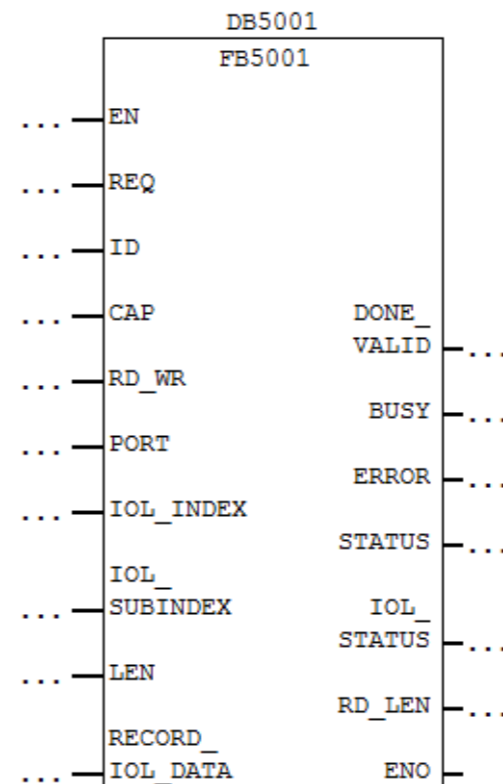 DB5001
FB5001
... EN
... REQ
... ID
... CAP
DONE_
VALID ...
... RD_WR
BUSY ...
... PORT
ERROR ...
... IOL_INDEX
STATUS ...
IOL_
... SUBINDEX
IOL_
STATUS ...
... LEN
RD_LEN ...
RECORD_
... IOL_DATA
ENO